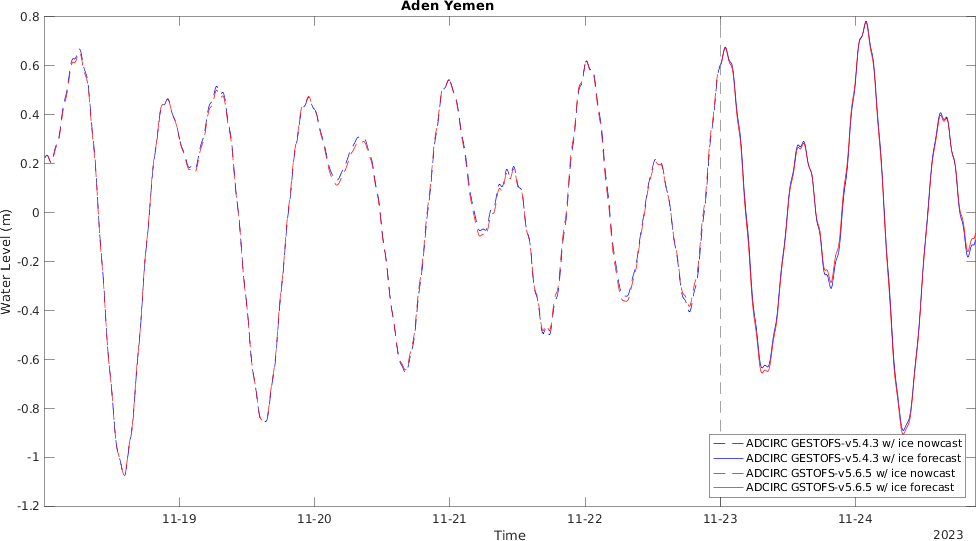 Aden Yemen
0.8
0.6
0.4
0.2
0
-0.2
-0.4
-0.6
-0.8
-1
-1.2
Water Level (m)
11-19
11-20
11-21
11-22
11-23
11-24
Time
2023
ADCIRC GESTOFS-v5.4.3 w/ ice nowcast
ADCIRC GESTOFS-v5.4.3 w/ ice forecast
ADCIRC GSTOFS-v5.6.5 w/ ice nowcast
ADCIRC GSTOFS-v5.6.5 w/ ice forecast